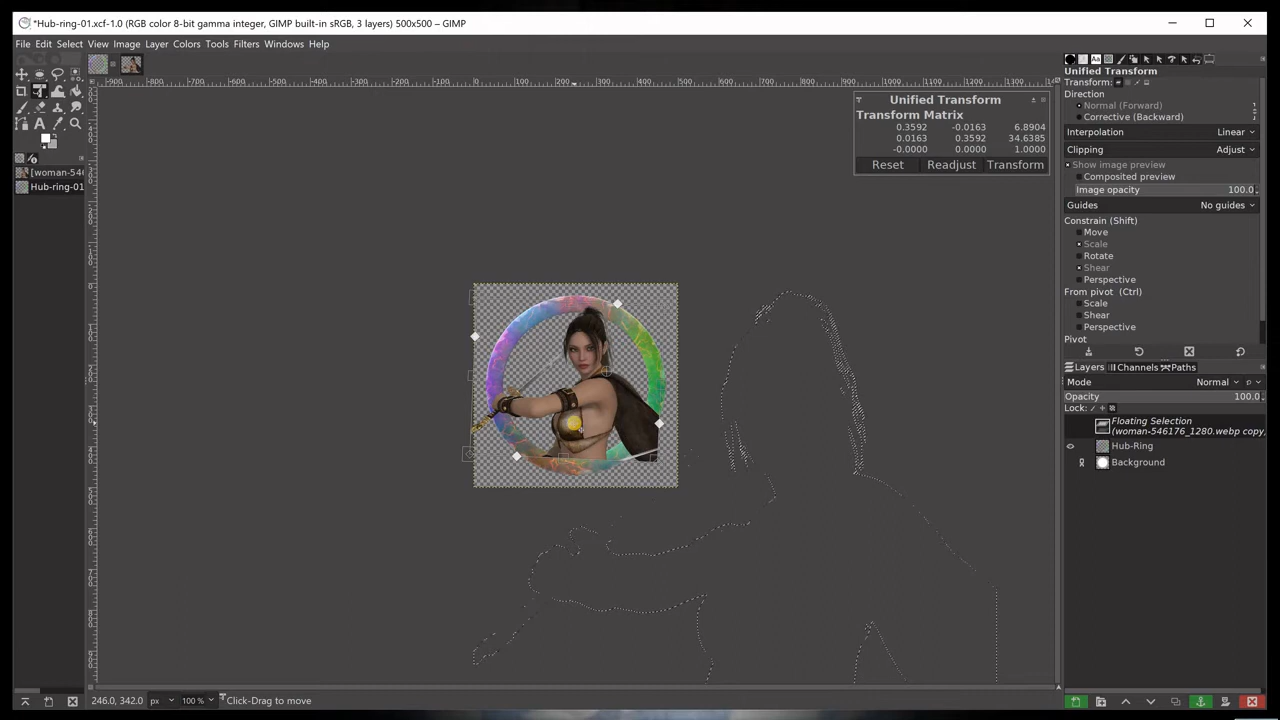 *Hub-ring-01.xcf-1.0 (RGB color 8-bit gamma integer, GIMP built-in sRGB, 3 layers) 500x500 – GIMP
File Edit Select View Image Layer Colors Tools Filters Windows Help
Unified Transform
Transform:
Direction
Normal (Forward)
Corrective (Backward)
Interpolation Linear
Clipping Adjust
Show image preview
Composited preview
Image opacity 100.0
Guides No guides
Constrain (Shift)
Move
Scale
Rotate
Shear
Perspective
From pivot (Ctrl)
Scale
Shear
Perspective
Pivot
Unified Transform
Transform Matrix
0.3592 -0.0163 6.8904
0.0163 0.3592 34.6385
-0.0000 0.0000 1.0000
Reset Readjust Transform
[woman-546
Hub-ring-01
Layers Channels Paths
Mode Normal
Opacity 100.0
Lock:
Floating Selection
(woman-546176_1280.webp copy,
Hub-Ring
Background
246.0, 342.0 px 100 % Click-Drag to move